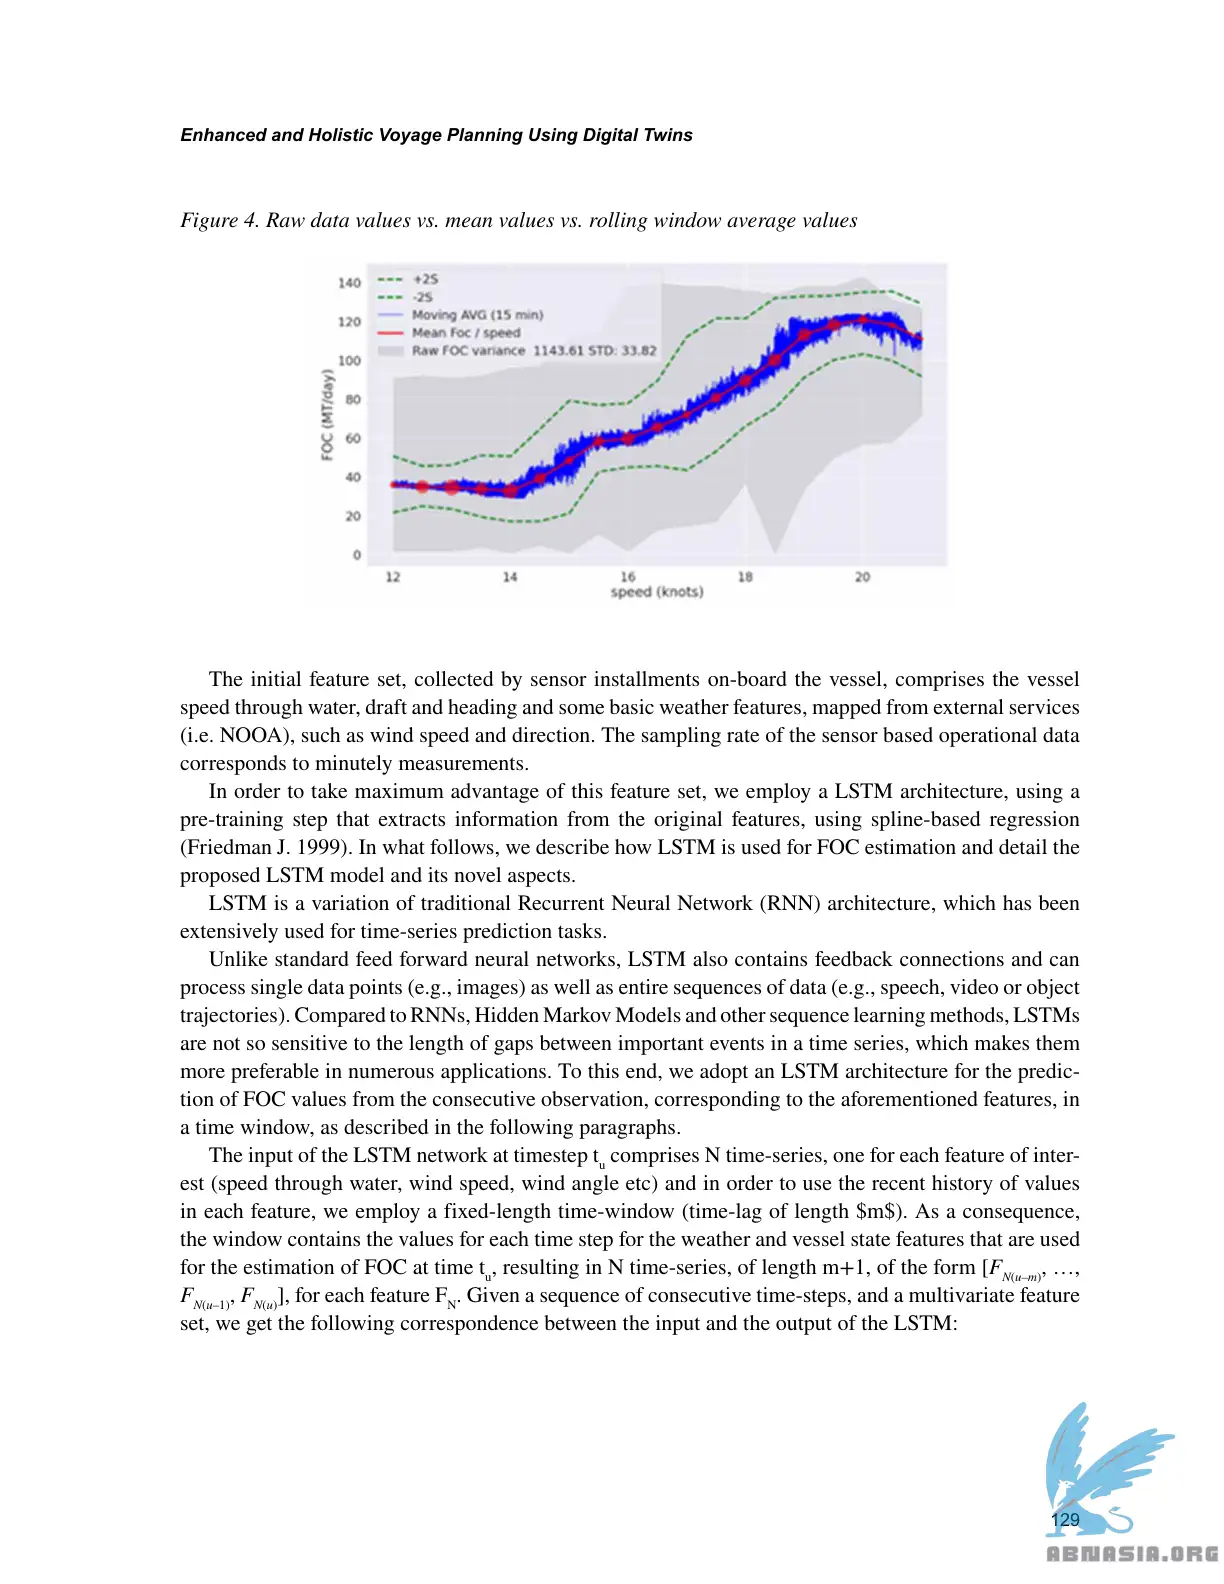 Enhanced and Holistic Voyage Planning Using Digital Twins
Figure 4. Raw data values vs. mean values vs. rolling window average values
+2S
-2S
Moving AVG (15 min)
Mean Foc / speed
Raw FOC variance 1143.61 STD: 33.82
FOC (MT/day)
140
120
100
80
60
40
20
0
12 14 16 18 20
speed (knots)
The initial feature set, collected by sensor installments on-board the vessel, comprises the vessel
speed through water, draft and heading and some basic weather features, mapped from external services
(i.e. NOOA), such as wind speed and direction. The sampling rate of the sensor based operational data
corresponds to minutely measurements.
In order to take maximum advantage of this feature set, we employ a LSTM architecture, using a
pre-training step that extracts information from the original features, using spline-based regression
(Friedman J. 1999). In what follows, we describe how LSTM is used for FOC estimation and detail the
proposed LSTM model and its novel aspects.
LSTM is a variation of traditional Recurrent Neural Network (RNN) architecture, which has been
extensively used for time-series prediction tasks.
Unlike standard feed forward neural networks, LSTM also contains feedback connections and can
process single data points (e.g., images) as well as entire sequences of data (e.g., speech, video or object
trajectories). Compared to RNNs, Hidden Markov Models and other sequence learning methods, LSTMs
are not so sensitive to the length of gaps between important events in a time series, which makes them
more preferable in numerous applications. To this end, we adopt an LSTM architecture for the predic-
tion of FOC values from the consecutive observation, corresponding to the aforementioned features, in
a time window, as described in the following paragraphs.
The input of the LSTM network at timestep t_u comprises N time-series, one for each feature of inter-
est (speed through water, wind speed, wind angle etc) and in order to use the recent history of values
in each feature, we employ a fixed-length time-window (time-lag of length $m$). As a consequence,
the window contains the values for each time step for the weather and vessel state features that are used
for the estimation of FOC at time t_u, resulting in N time-series, of length m+1, of the form [F_N(u–m), …,
F_N(u–1), F_N(u)], for each feature F_N. Given a sequence of consecutive time-steps, and a multivariate feature
set, we get the following correspondence between the input and the output of the LSTM:
129
ABNASIA.ORG